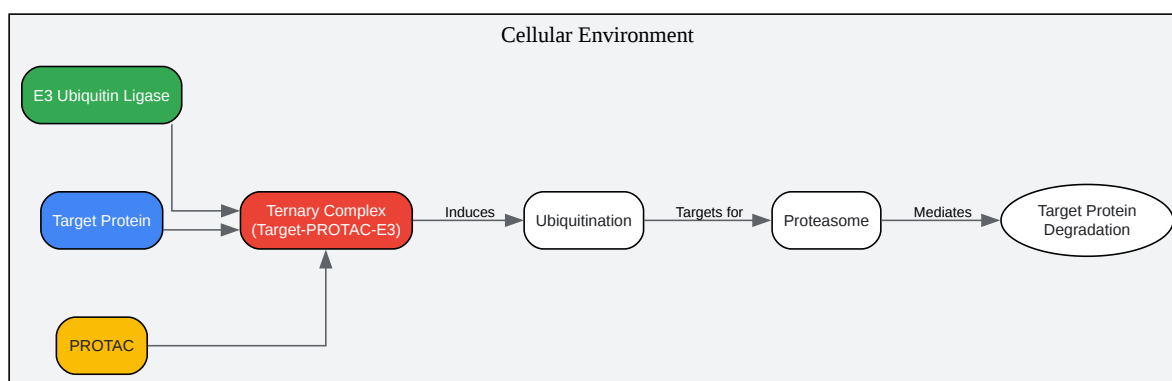 Cellular Environment
E3 Ubiquitin Ligase
Target Protein
PROTAC
Ternary Complex
(Target-PROTAC-E3)
Induces
Ubiquitination
Targets for
Proteasome
Mediates
Target Protein
Degradation